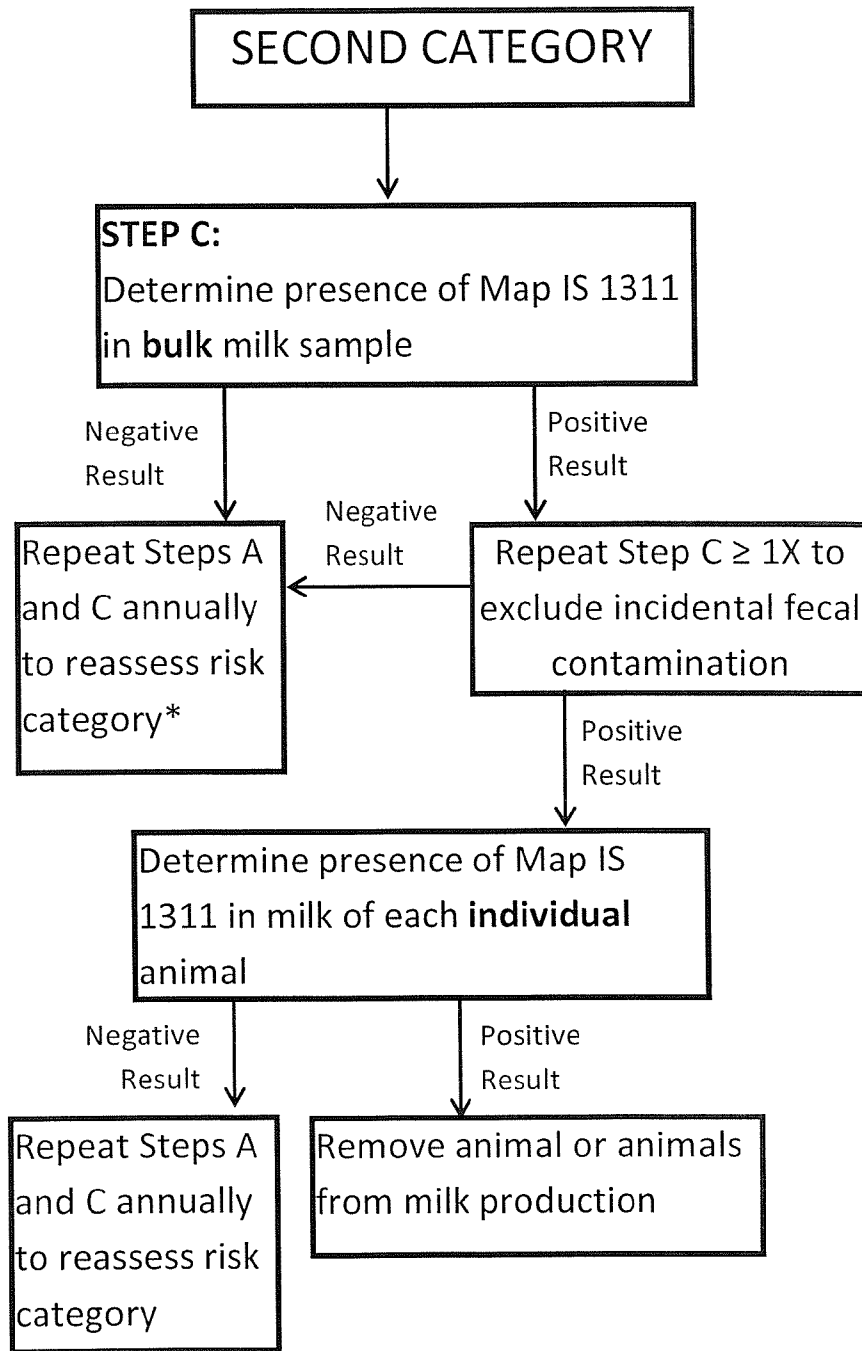 SECOND CATEGORY
STEP C:
Determine presence of Map IS 1311
in bulk milk sample
Negative
Result
Positive
Result
Repeat Steps A
and C annually
to reassess risk
category*
Negative
Result
Repeat Step C ≥ 1X to
exclude incidental fecal
contamination
Positive
Result
Determine presence of Map IS
1311 in milk of each individual
animal
Negative
Result
Positive
Result
Repeat Steps A
and C annually
to reassess risk
category
Remove animal or animals
from milk production